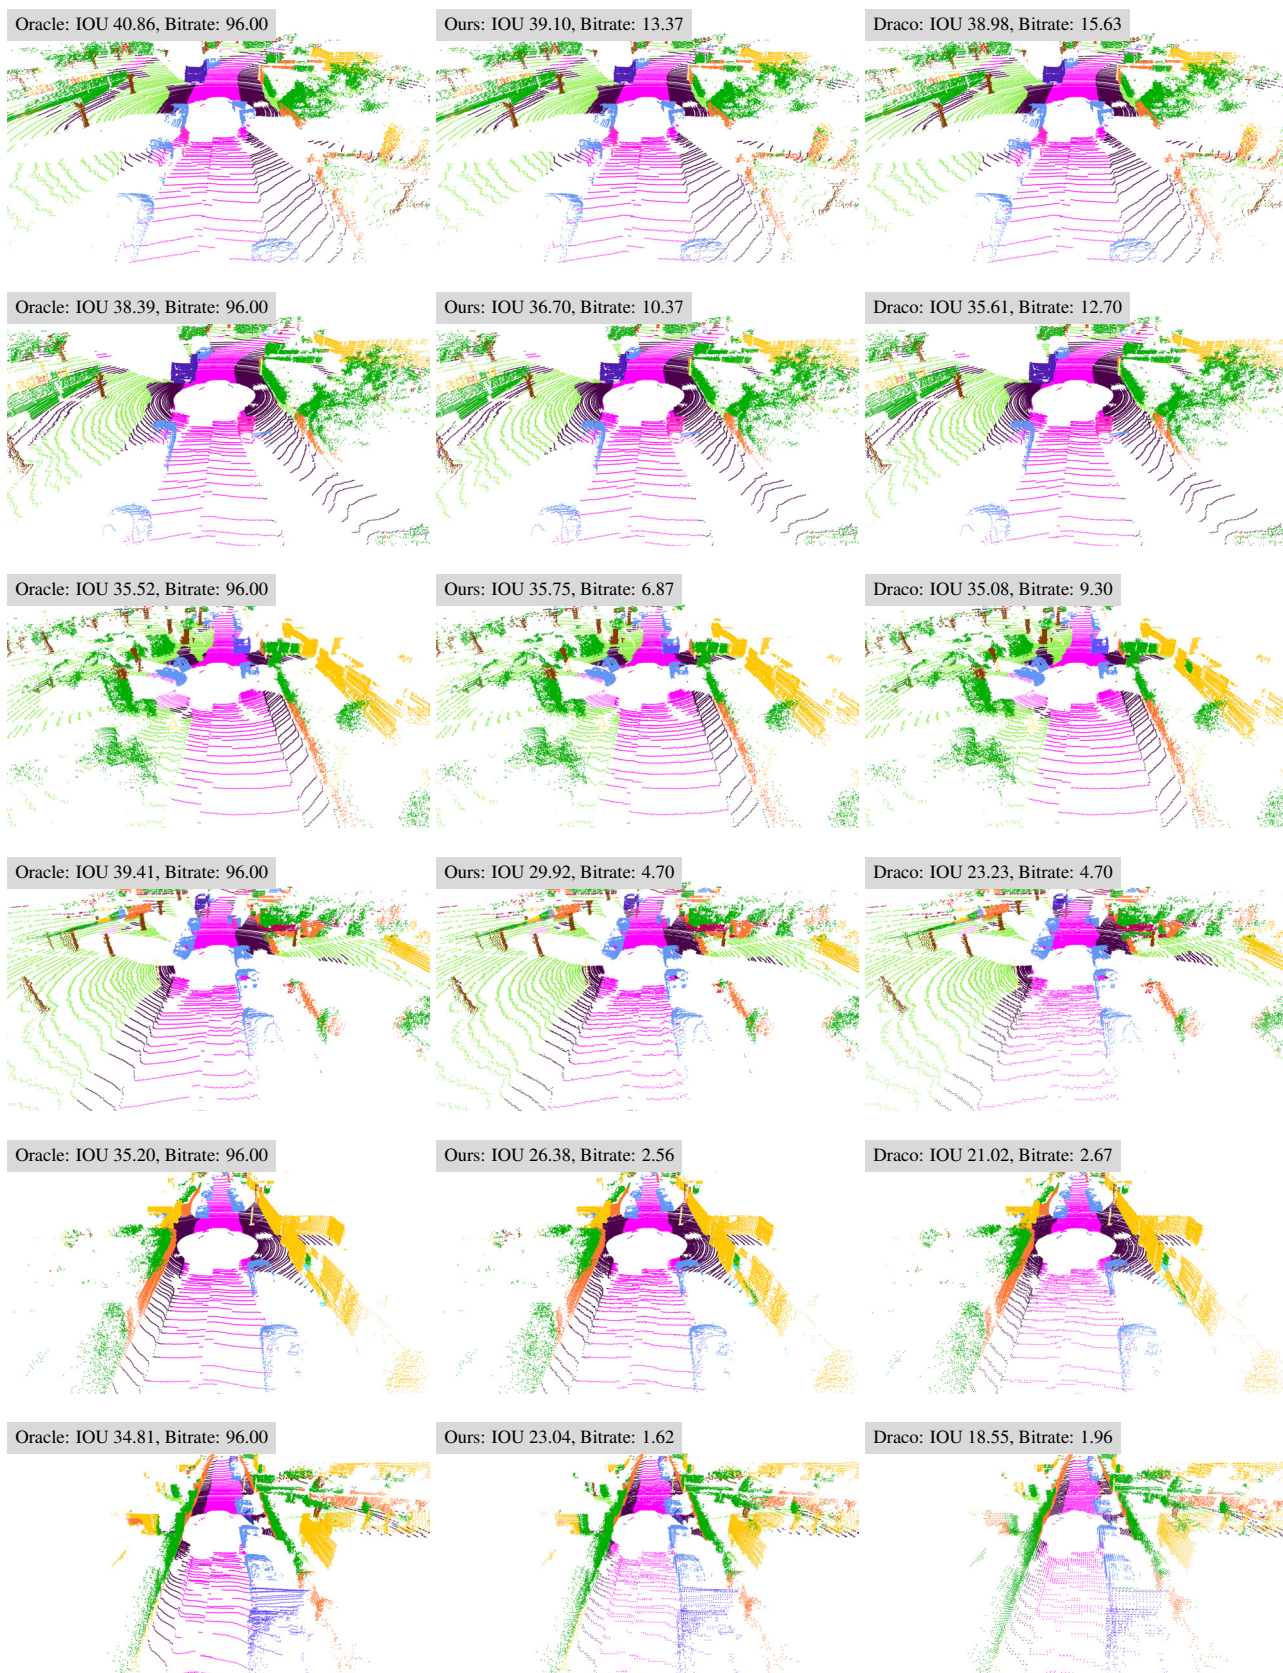 Oracle: IOU 40.86, Bitrate: 96.00
Ours: IOU 39.10, Bitrate: 13.37
Draco: IOU 38.98, Bitrate: 15.63
Oracle: IOU 38.39, Bitrate: 96.00
Ours: IOU 36.70, Bitrate: 10.37
Draco: IOU 35.61, Bitrate: 12.70
Oracle: IOU 35.52, Bitrate: 96.00
Ours: IOU 35.75, Bitrate: 6.87
Draco: IOU 35.08, Bitrate: 9.30
Oracle: IOU 39.41, Bitrate: 96.00
Ours: IOU 29.92, Bitrate: 4.70
Draco: IOU 23.23, Bitrate: 4.70
Oracle: IOU 35.20, Bitrate: 96.00
Ours: IOU 26.38, Bitrate: 2.56
Draco: IOU 21.02, Bitrate: 2.67
Oracle: IOU 34.81, Bitrate: 96.00
Ours: IOU 23.04, Bitrate: 1.62
Draco: IOU 18.55, Bitrate: 1.96